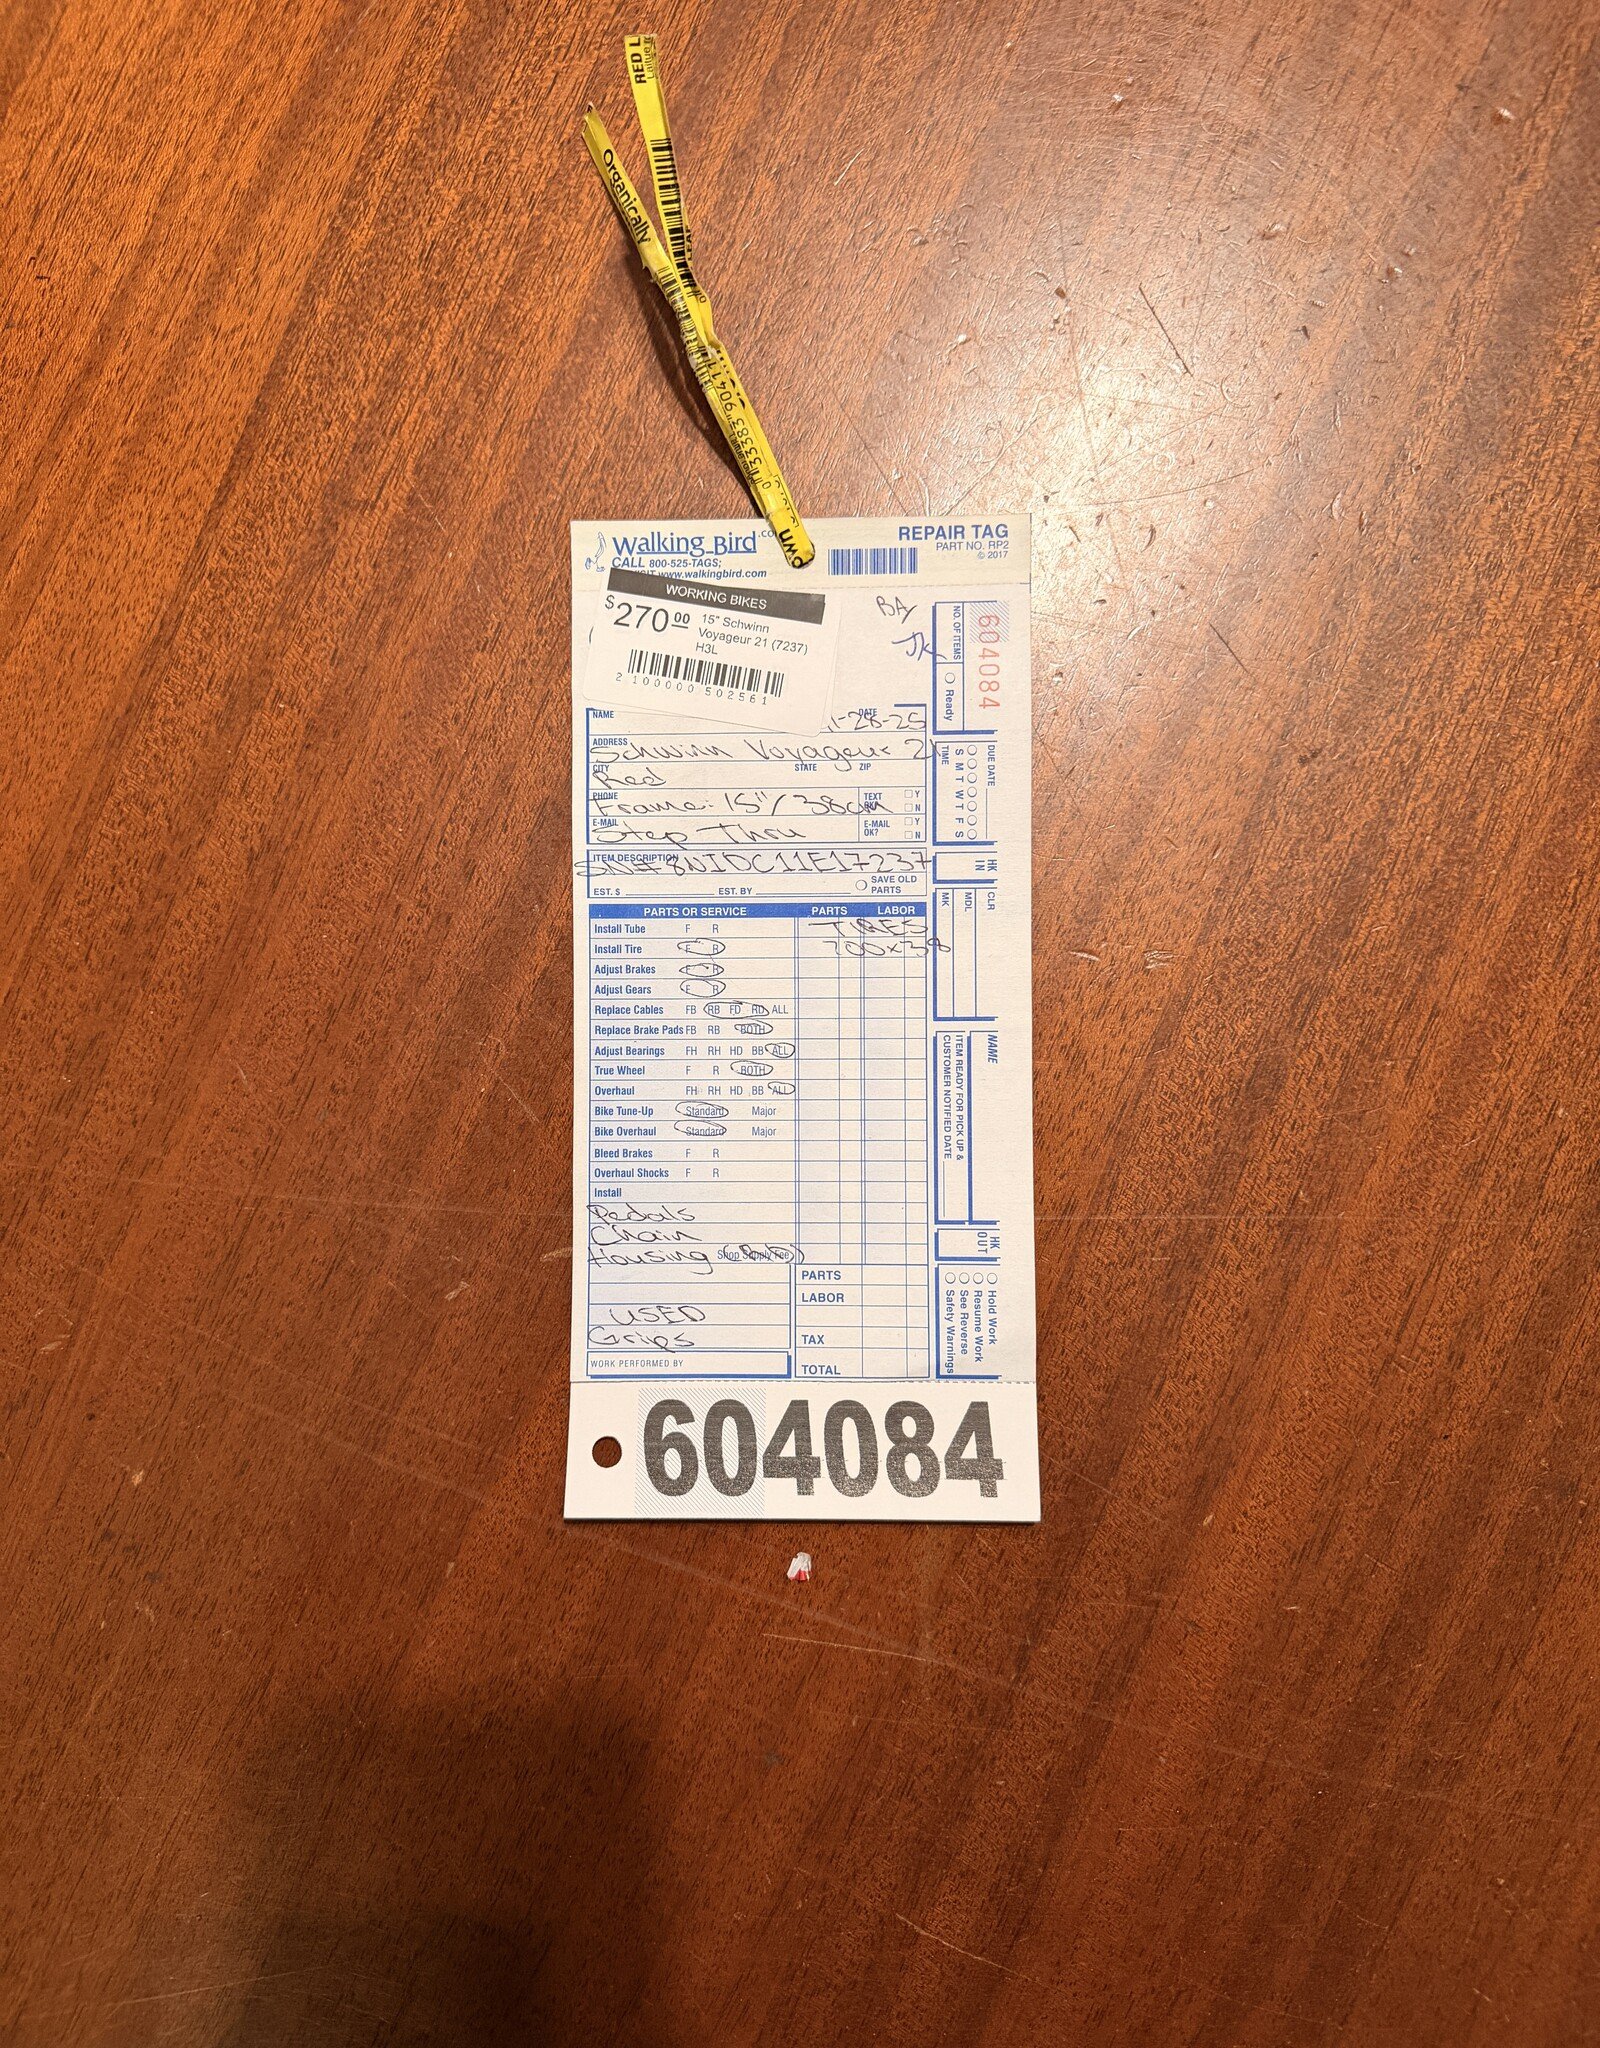 RED L
Organically
Walking Bird
REPAIR TAG
PART NO. RP2
CALL 800-525-TAGS;
© 2017
www.walkingbird.com
WORKING BIKES
$270.00
15" Schwinn
Voyageur 21 (7237)
H3L
2 100000 502561
BA
JK
NAME
DATE
1-28-25
ADDRESS
Schwinn Voyageur 21
CITY STATE ZIP
Red
PHONE TEXT OK? Y N
Frame: 15"/38cm
E-MAIL E-MAIL OK? Y N
Step Thru
ITEM DESCRIPTION
SN# 8NIDC11E17237
EST. $ EST. BY SAVE OLD PARTS
PARTS OR SERVICE PARTS LABOR
Install Tube F R TIRES
Install Tire F R 700x38
Adjust Brakes F R
Adjust Gears F R
Replace Cables FB RB FD RD ALL
Replace Brake Pads FB RB BOTH
Adjust Bearings FH RH HD BB ALL
True Wheel F R BOTH
Overhaul FH RH HD BB ALL
Bike Tune-Up Standard Major
Bike Overhaul Standard Major
Bleed Brakes F R
Overhaul Shocks F R
Install
Pedals
Chain
Housing Shop Supply Fee
PARTS
LABOR
USED
Grips
TAX
WORK PERFORMED BY
TOTAL
604084
NO. OF ITEMS
Ready
DUE DATE
S M T W T F S
TIME
HK IN
CLR
MDL
MK
NAME
ITEM READY FOR PICK UP &
CUSTOMER NOTIFIED DATE
HK OUT
Hold Work
Resume Work
See Reverse
Safety Warnings
604084